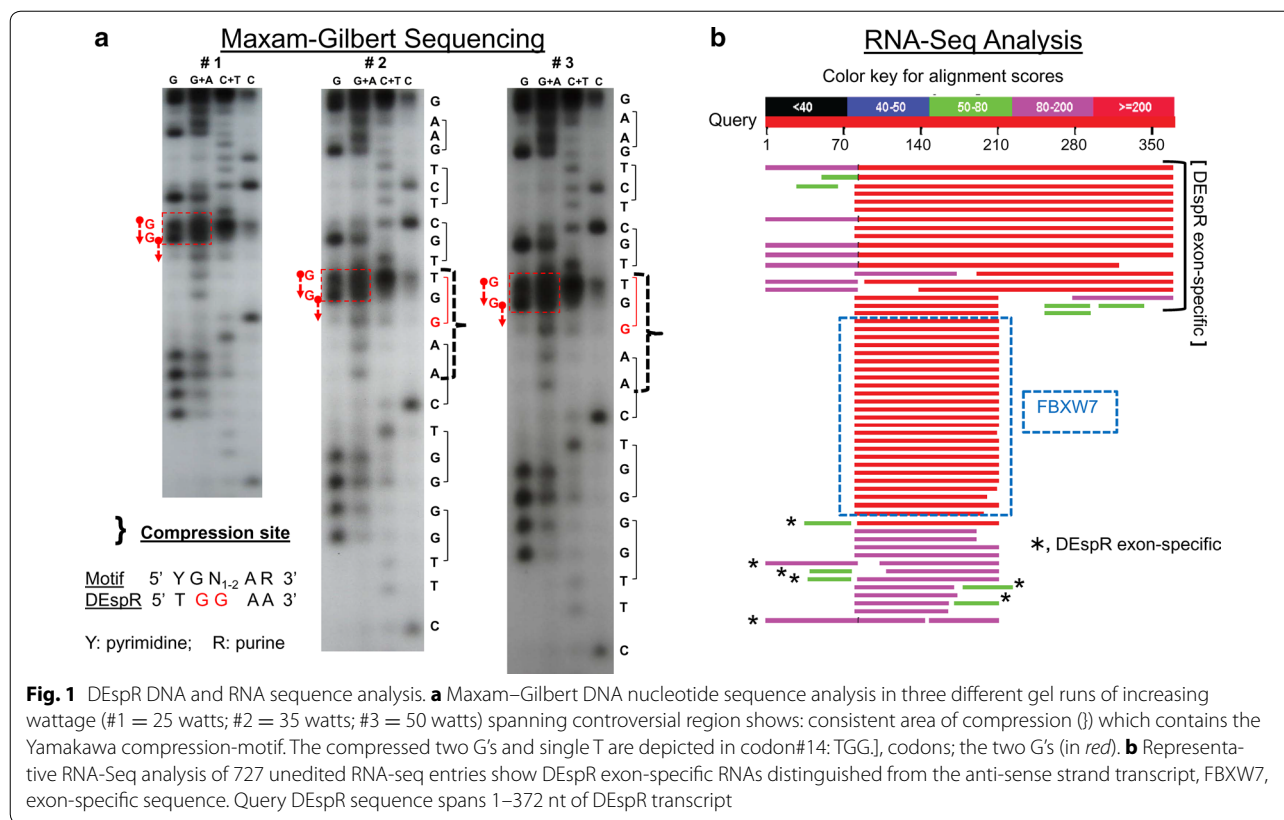 a
Maxam-Gilbert Sequencing
# 1
# 2
# 3
G G+A C+T C
G G+A C+T C
G G+A C+T C
G
G
G
G
G
G
G
A
A
G
T
C
T
C
G
T
T
G
G
A
A
C
T
G
G
G
G
T
T
C
G
A
A
G
T
C
T
C
G
T
T
G
G
A
A
C
T
G
G
G
G
T
T
C
} Compression site
Motif 5' Y G N1-2 A R 3'
DEspR 5' T G G A A 3'
Y: pyrimidine; R: purine
b
RNA-Seq Analysis
Color key for alignment scores
<40 40-50 50-80 80-200 >=200
Query
1 70 140 210 280 350
[ DEspR exon-specific ]
FBXW7
*
*, DEspR exon-specific
*
*
*
*
*
*
Fig. 1 DEspR DNA and RNA sequence analysis. a Maxam–Gilbert DNA nucleotide sequence analysis in three different gel runs of increasing
wattage (#1 = 25 watts; #2 = 35 watts; #3 = 50 watts) spanning controversial region shows: consistent area of compression (}) which contains the
Yamakawa compression-motif. The compressed two G's and single T are depicted in codon#14: TGG.], codons; the two G's (in red). b Representa-
tive RNA-Seq analysis of 727 unedited RNA-seq entries show DEspR exon-specific RNAs distinguished from the anti-sense strand transcript, FBXW7,
exon-specific sequence. Query DEspR sequence spans 1–372 nt of DEspR transcript